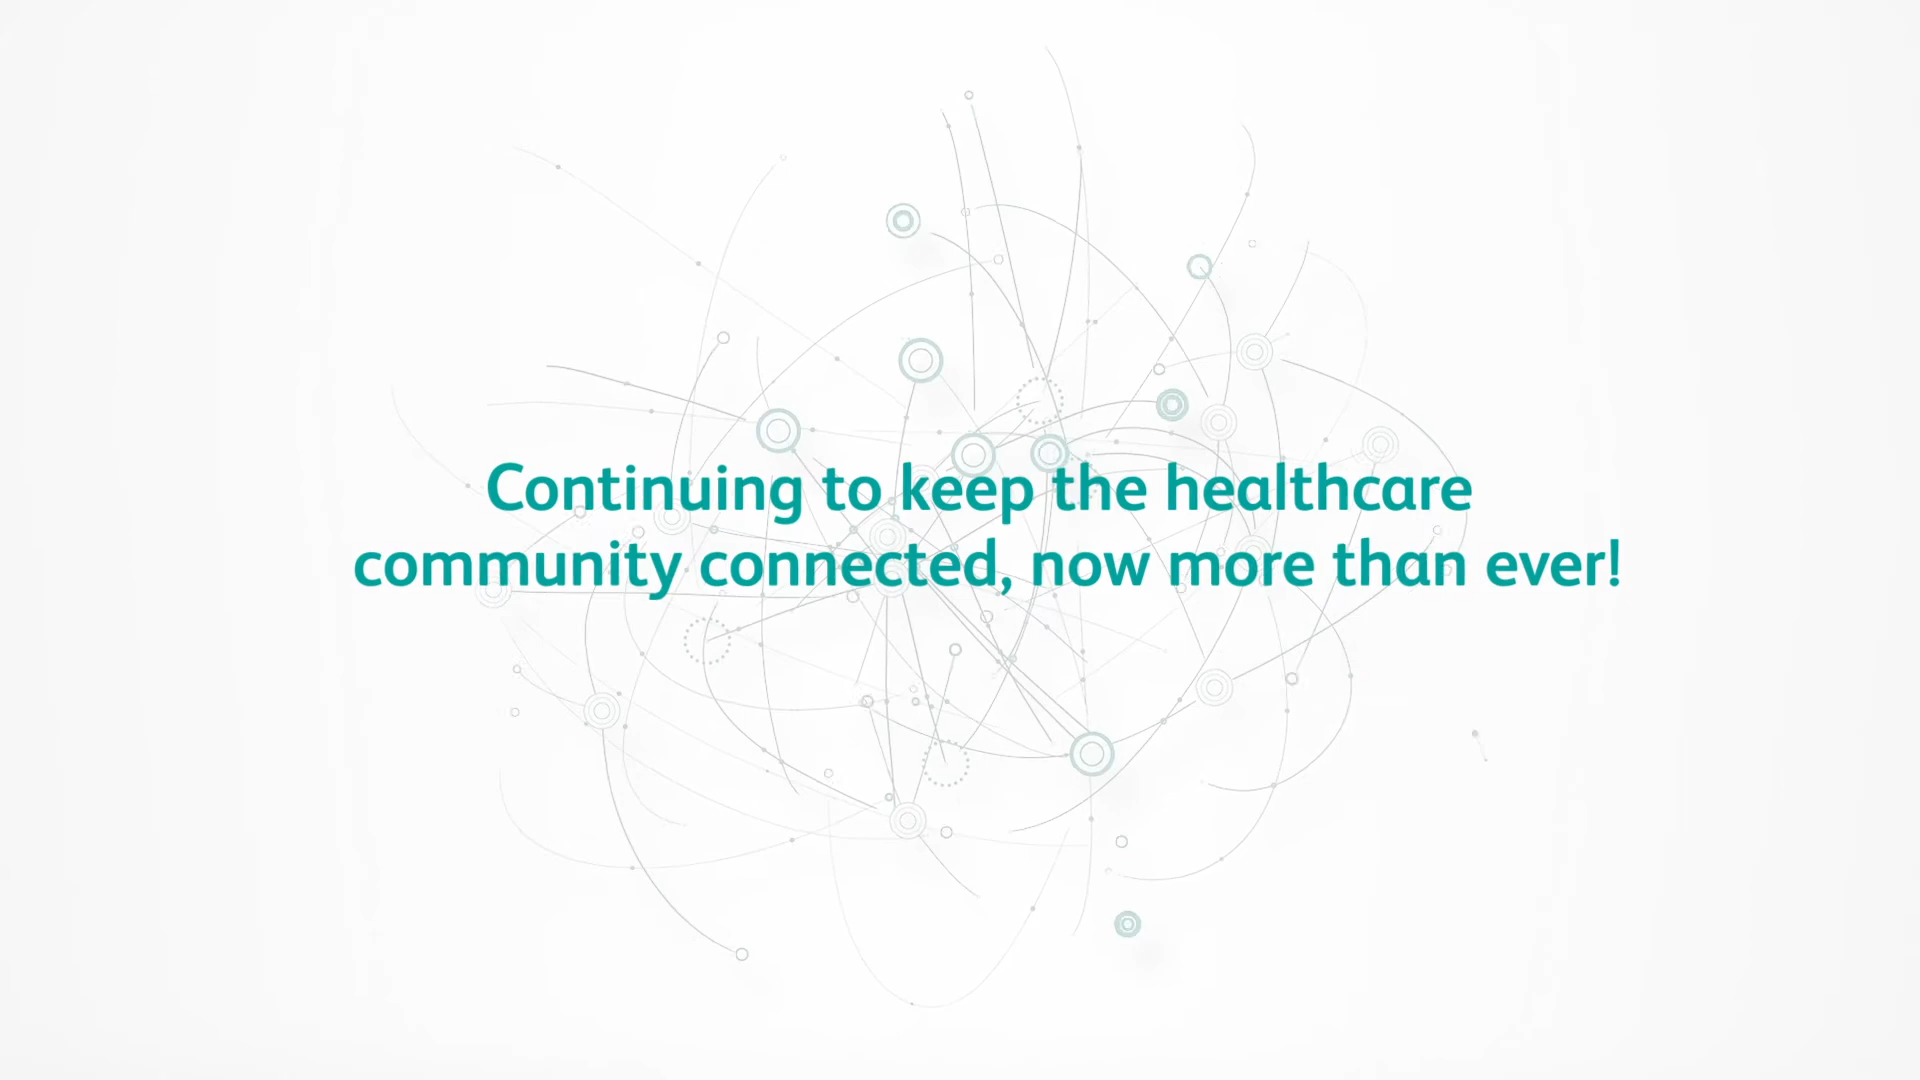 Continuing to keep the healthcare
community connected, now more than ever!